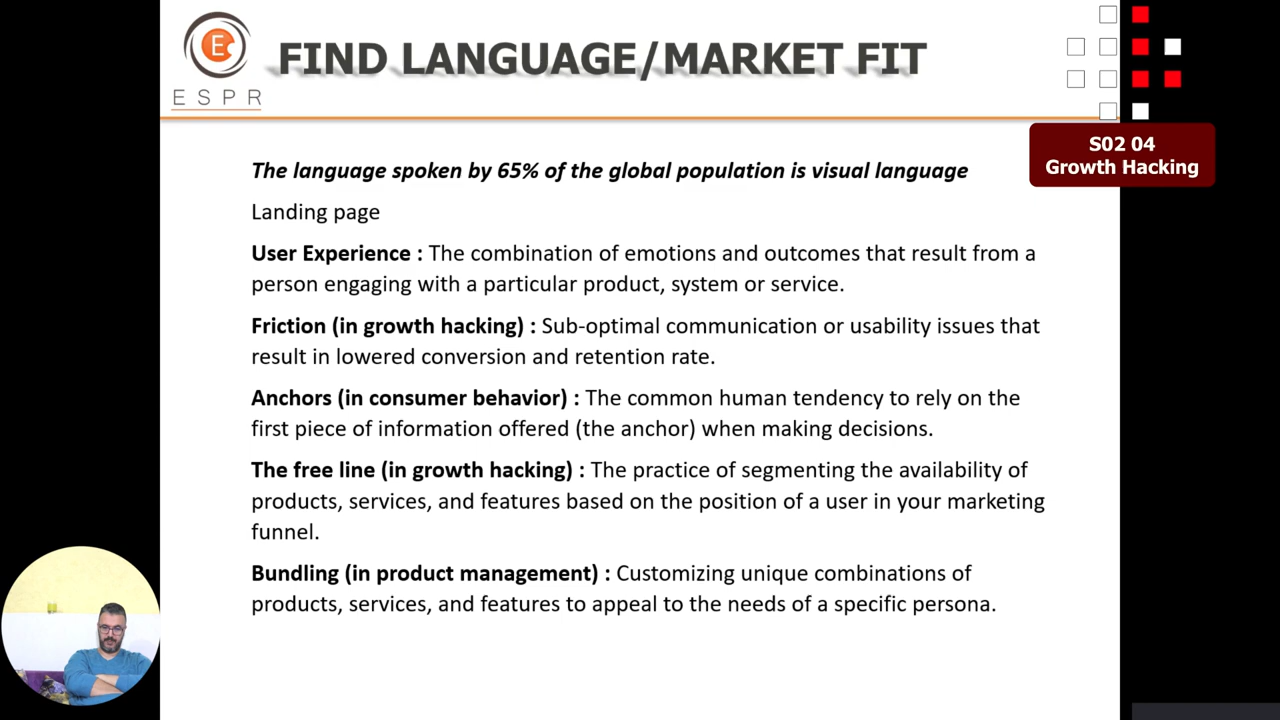 E
ESPR
FIND LANGUAGE/MARKET FIT
S02 04
Growth Hacking
The language spoken by 65% of the global population is visual language
Landing page
User Experience : The combination of emotions and outcomes that result from a
person engaging with a particular product, system or service.
Friction (in growth hacking) : Sub-optimal communication or usability issues that
result in lowered conversion and retention rate.
Anchors (in consumer behavior) : The common human tendency to rely on the
first piece of information offered (the anchor) when making decisions.
The free line (in growth hacking) : The practice of segmenting the availability of
products, services, and features based on the position of a user in your marketing
funnel.
Bundling (in product management) : Customizing unique combinations of
products, services, and features to appeal to the needs of a specific persona.